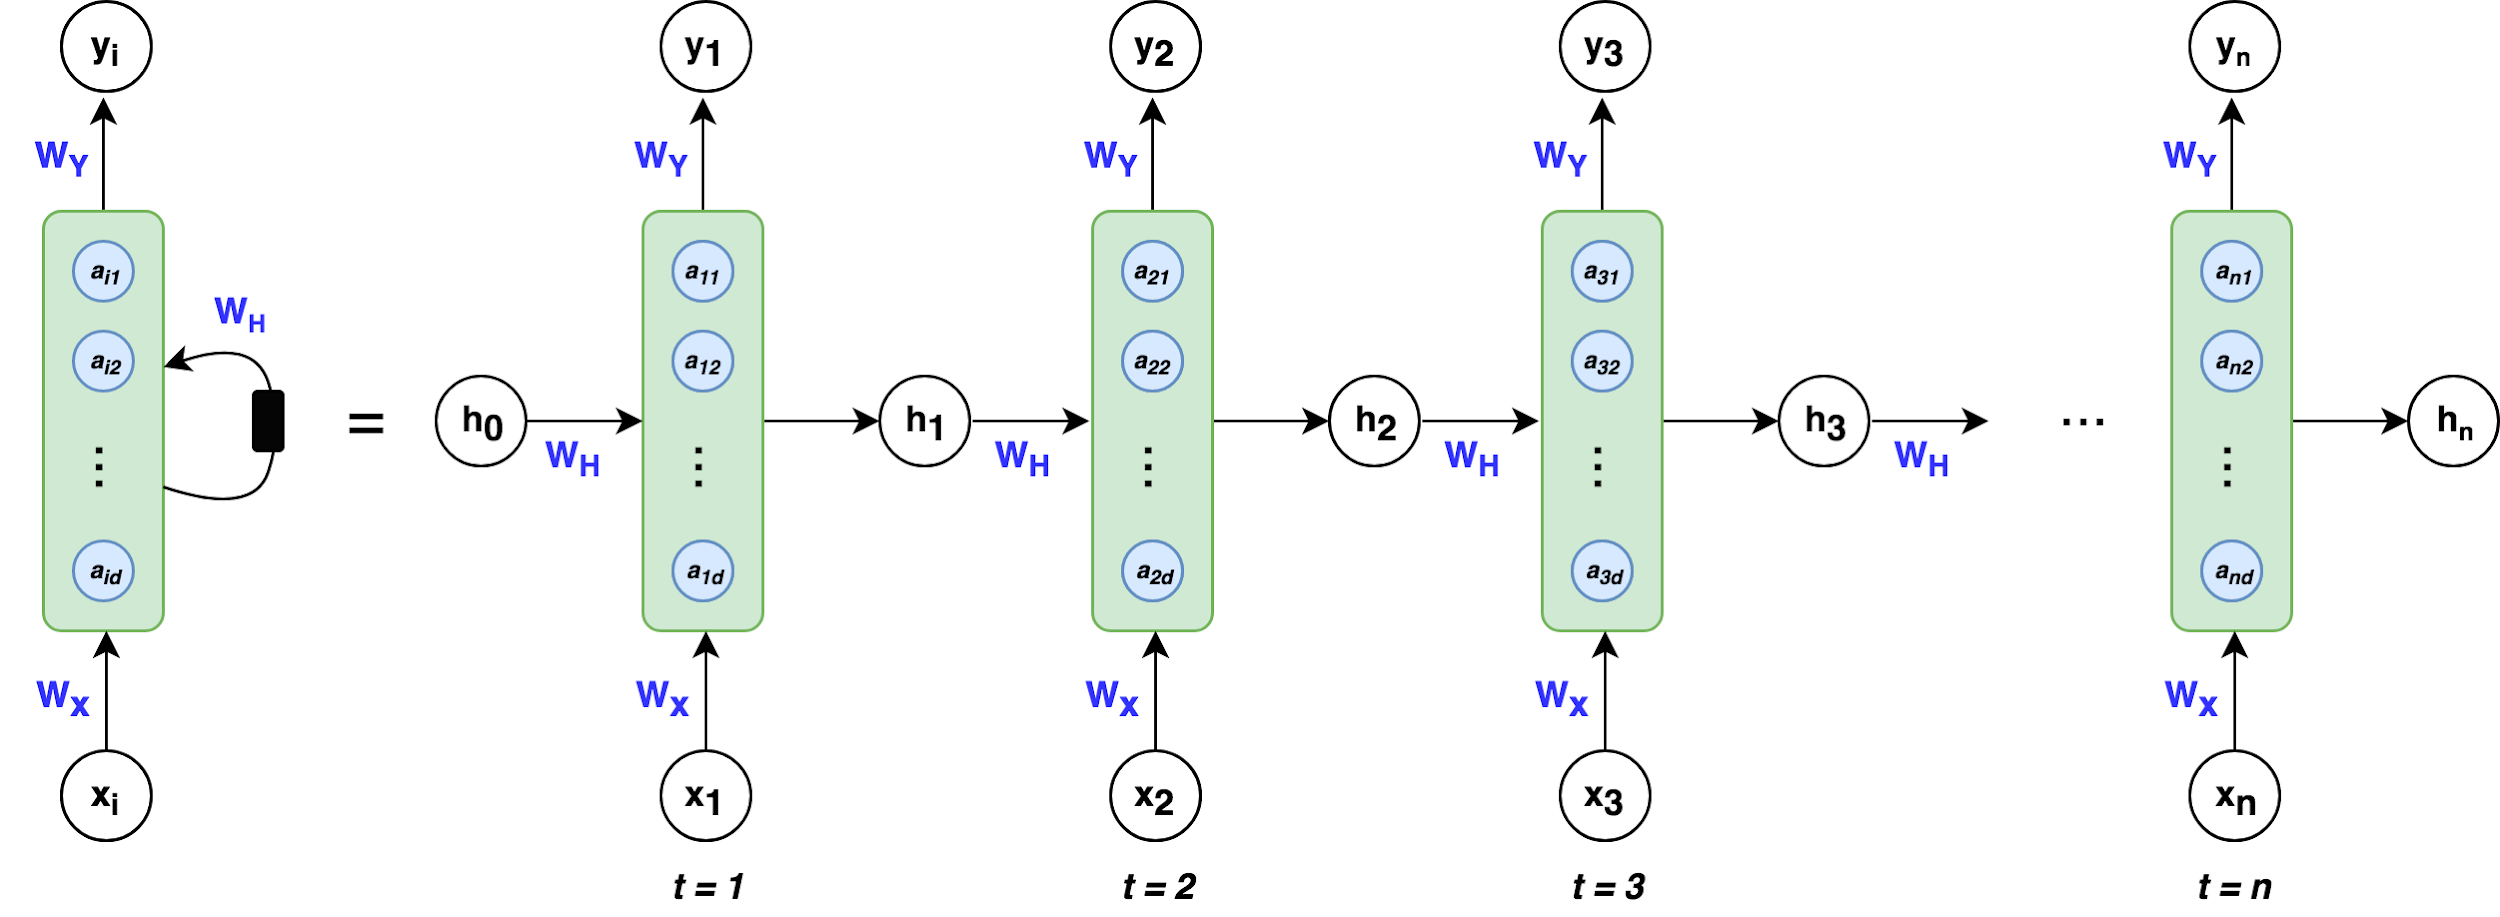 yi y1 y2 y3 yn
WY WY WY WY WY
ai1 a11 a21 a31 an1
WH
ai2 a12 a22 a32 an2
= h0 h1 h2 h3 ... hn
WH WH WH WH
⋮ ⋮ ⋮ ⋮ ⋮
aid a1d a2d a3d and
WX WX WX WX WX
xi x1 x2 x3 xn
t = 1 t = 2 t = 3 t = n